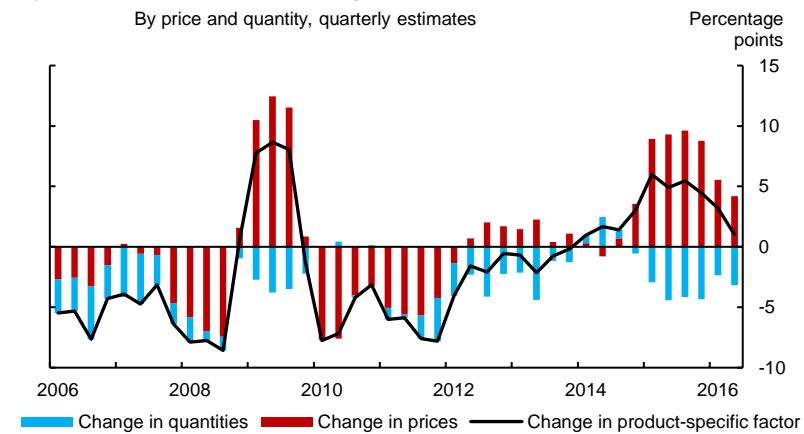 By price and quantity, quarterly estimates
Percentage
points
15
10
5
0
-5
-10
2006 2008 2010 2012 2014 2016
Change in quantities Change in prices Change in product-specific factor